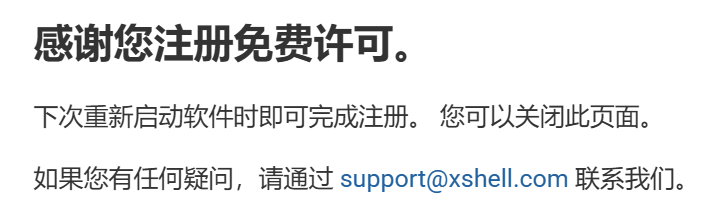 感谢您注册免费许可。
下次重新启动软件时即可完成注册。 您可以关闭此页面。
如果您有任何疑问，请通过 support@xshell.com 联系我们。